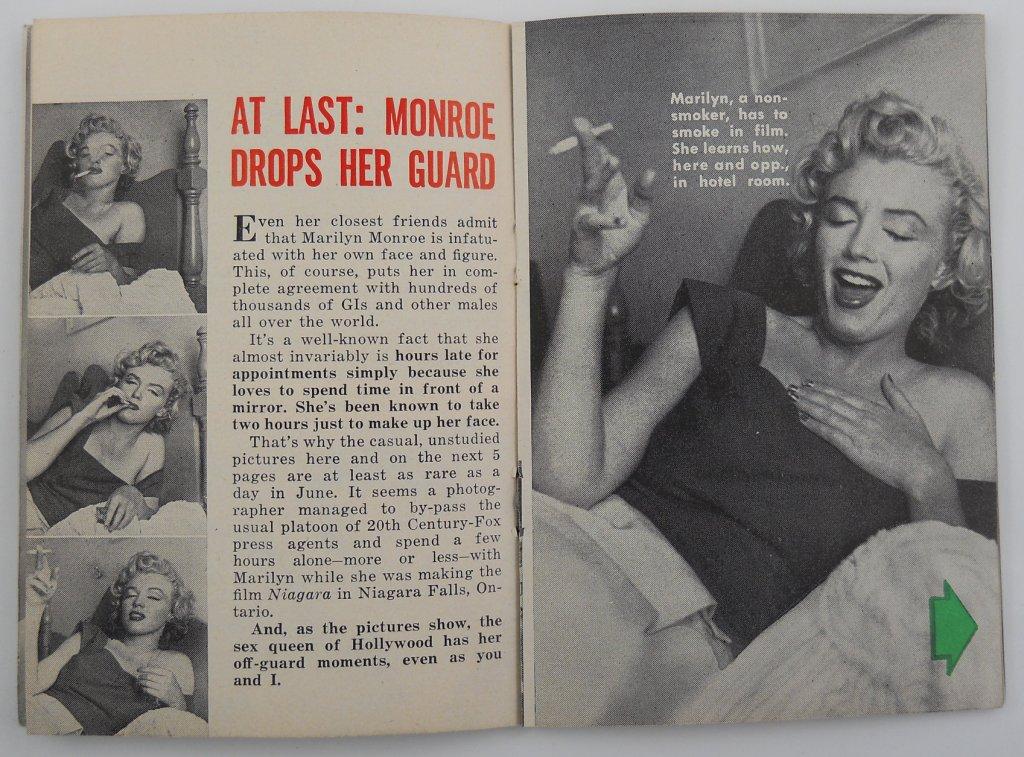 AT LAST: MONROE
DROPS HER GUARD
Even her closest friends admit
that Marilyn Monroe is infatu-
ated with her own face and figure.
This, of course, puts her in com-
plete agreement with hundreds of
thousands of GIs and other males
all over the world.
It's a well-known fact that she
almost invariably is hours late for
appointments simply because she
loves to spend time in front of a
mirror. She's been known to take
two hours just to make up her face.
That's why the casual, unstudied
pictures here and on the next 5
pages are at least as rare as a
day in June. It seems a photog-
rapher managed to by-pass the
usual platoon of 20th Century-Fox
press agents and spend a few
hours alone—more or less—with
Marilyn while she was making the
film Niagara in Niagara Falls, On-
tario.
And, as the pictures show, the
sex queen of Hollywood has her
off-guard moments, even as you
and I.
Marilyn, a non-
smoker, has to
smoke in film.
She learns how,
here and opp.,
in hotel room.